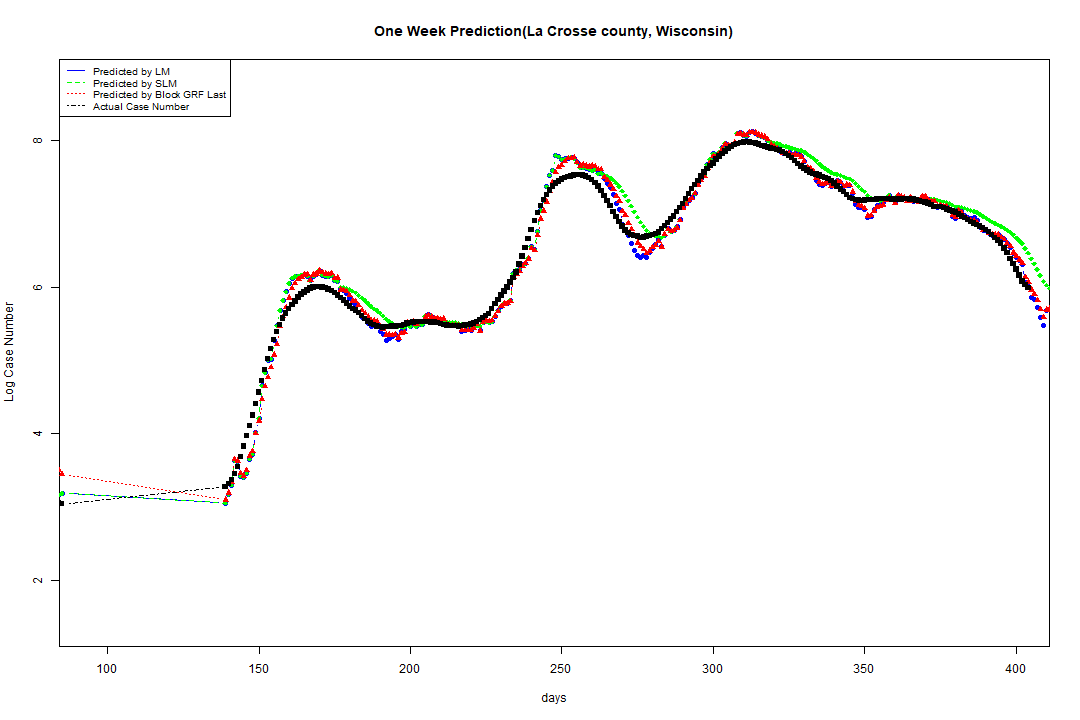 One Week Prediction(La Crosse county, Wisconsin)
Predicted by LM
Predicted by SLM
Predicted by Block GRF Last
Actual Case Number
8
6
4
2
Log Case Number
100 150 200 250 300 350 400
days